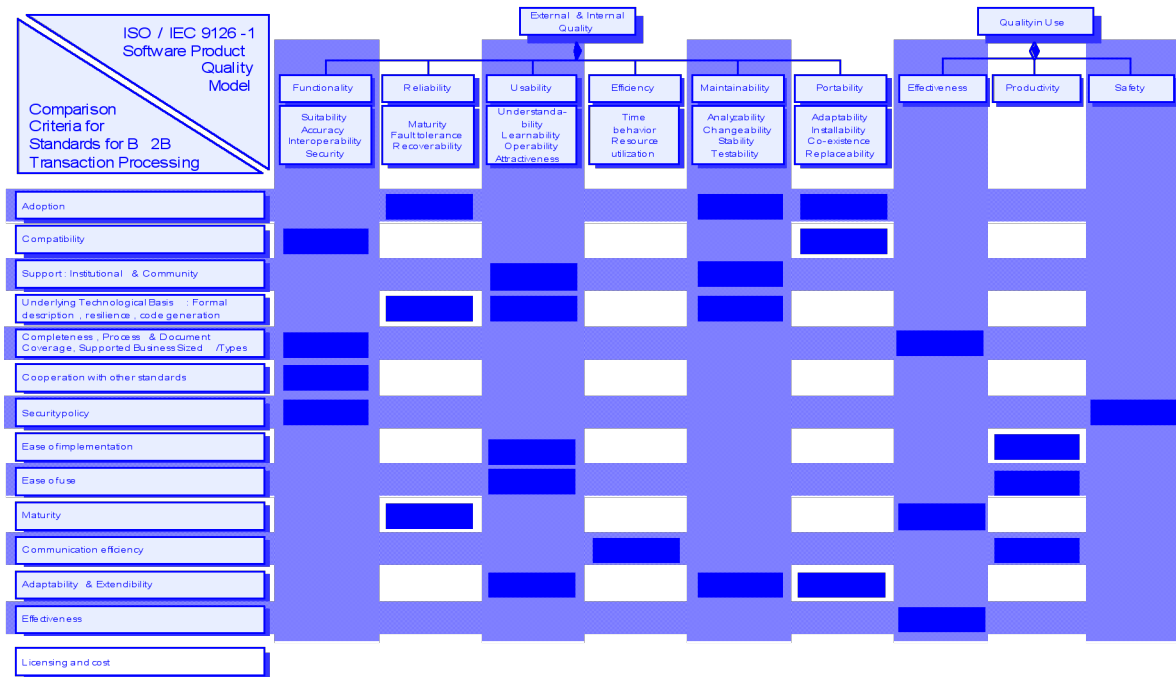 ISO / IEC 9126 -1
Software Product
Quality
Model
Comparison
Criteria for
Standards for B 2B
Transaction Processing
External & Internal
Quality
Quality in Use
Functionality
Reliability
Usability
Efficiency
Maintainability
Portability
Effectiveness
Productivity
Safety
Suitability
Accuracy
Interoperability
Security
Maturity
Fault tolerance
Recoverability
Understanda-
bility
Learnability
Operability
Attractiveness
Time
behavior
Resource
utilization
Analyzability
Changeability
Stability
Testability
Adaptability
Installability
Co-existence
Replaceability
Adoption
Compatibility
Support : Institutional & Community
Underlying Technological Basis : Formal
description , resilience , code generation
Completeness , Process & Document
Coverage, Supported Business Sized /Types
Cooperation with other standards
Security policy
Ease of implementation
Ease of use
Maturity
Communication efficiency
Adaptability & Extendibility
Effectiveness
Licensing and cost